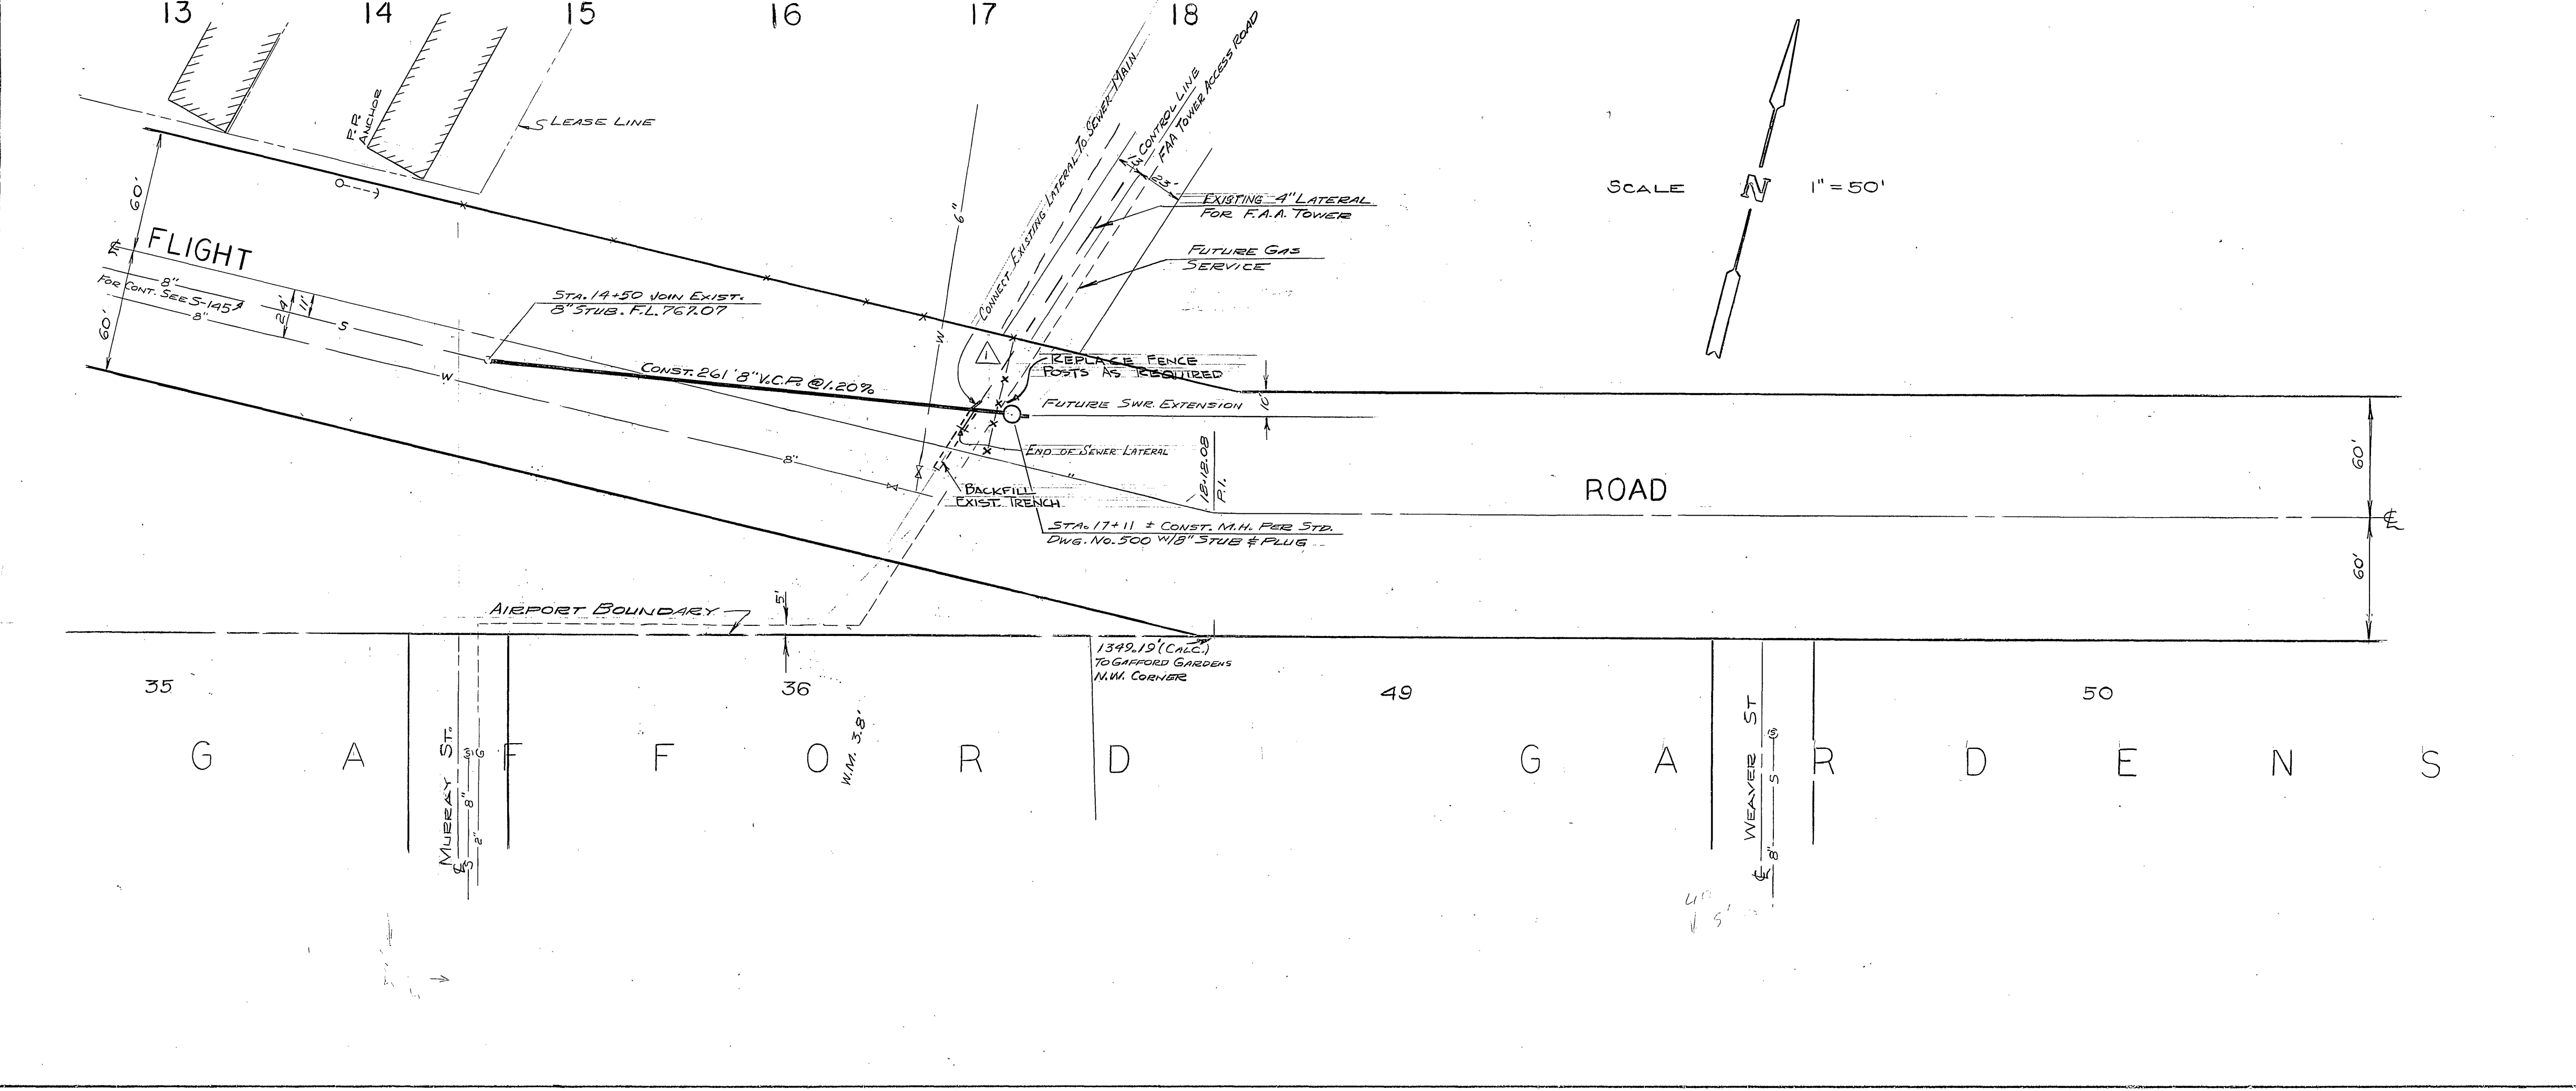 13 14 15 16 17 18
P.P.
ANCHOR
LEASE LINE
CONNECT EXISTING LATERAL TO SEWER MAIN
CONTROL LINE
FAA TOWER ACCESS ROAD
23'
EXISTING 4" LATERAL
FOR F.A.A. TOWER
FUTURE GAS
SERVICE
SCALE N 1" = 50'
60'
60'
℄
FLIGHT
8"
FOR CONT. SEE S-145
8"
24'
11'
S
W
STA. 14+50 JOIN EXIST.
8" STUB. F.L. 767.07
CONST. 261' 8" V.C.P. @ 1.20%
6"
W
8"
1
REPLACE FENCE
POSTS AS REQUIRED
FUTURE SWR. EXTENSION
10'
END OF SEWER LATERAL
BACKFILL
EXIST. TRENCH
18+18.08
P.I.
STA. 17+11 ± CONST. M.H. PER STD.
DWG. NO. 500 W/8" STUB & PLUG
ROAD
60'
℄
60'
AIRPORT BOUNDARY
5'
1349.19' (CALC.)
TO GAFFORD GARDENS
N.W. CORNER
35 36 49 50
W.M. 3.8'
GAFFORD GARDENS
MURRAY ST.
℄
S 8"
2" G
WEAVER ST
℄
8" S